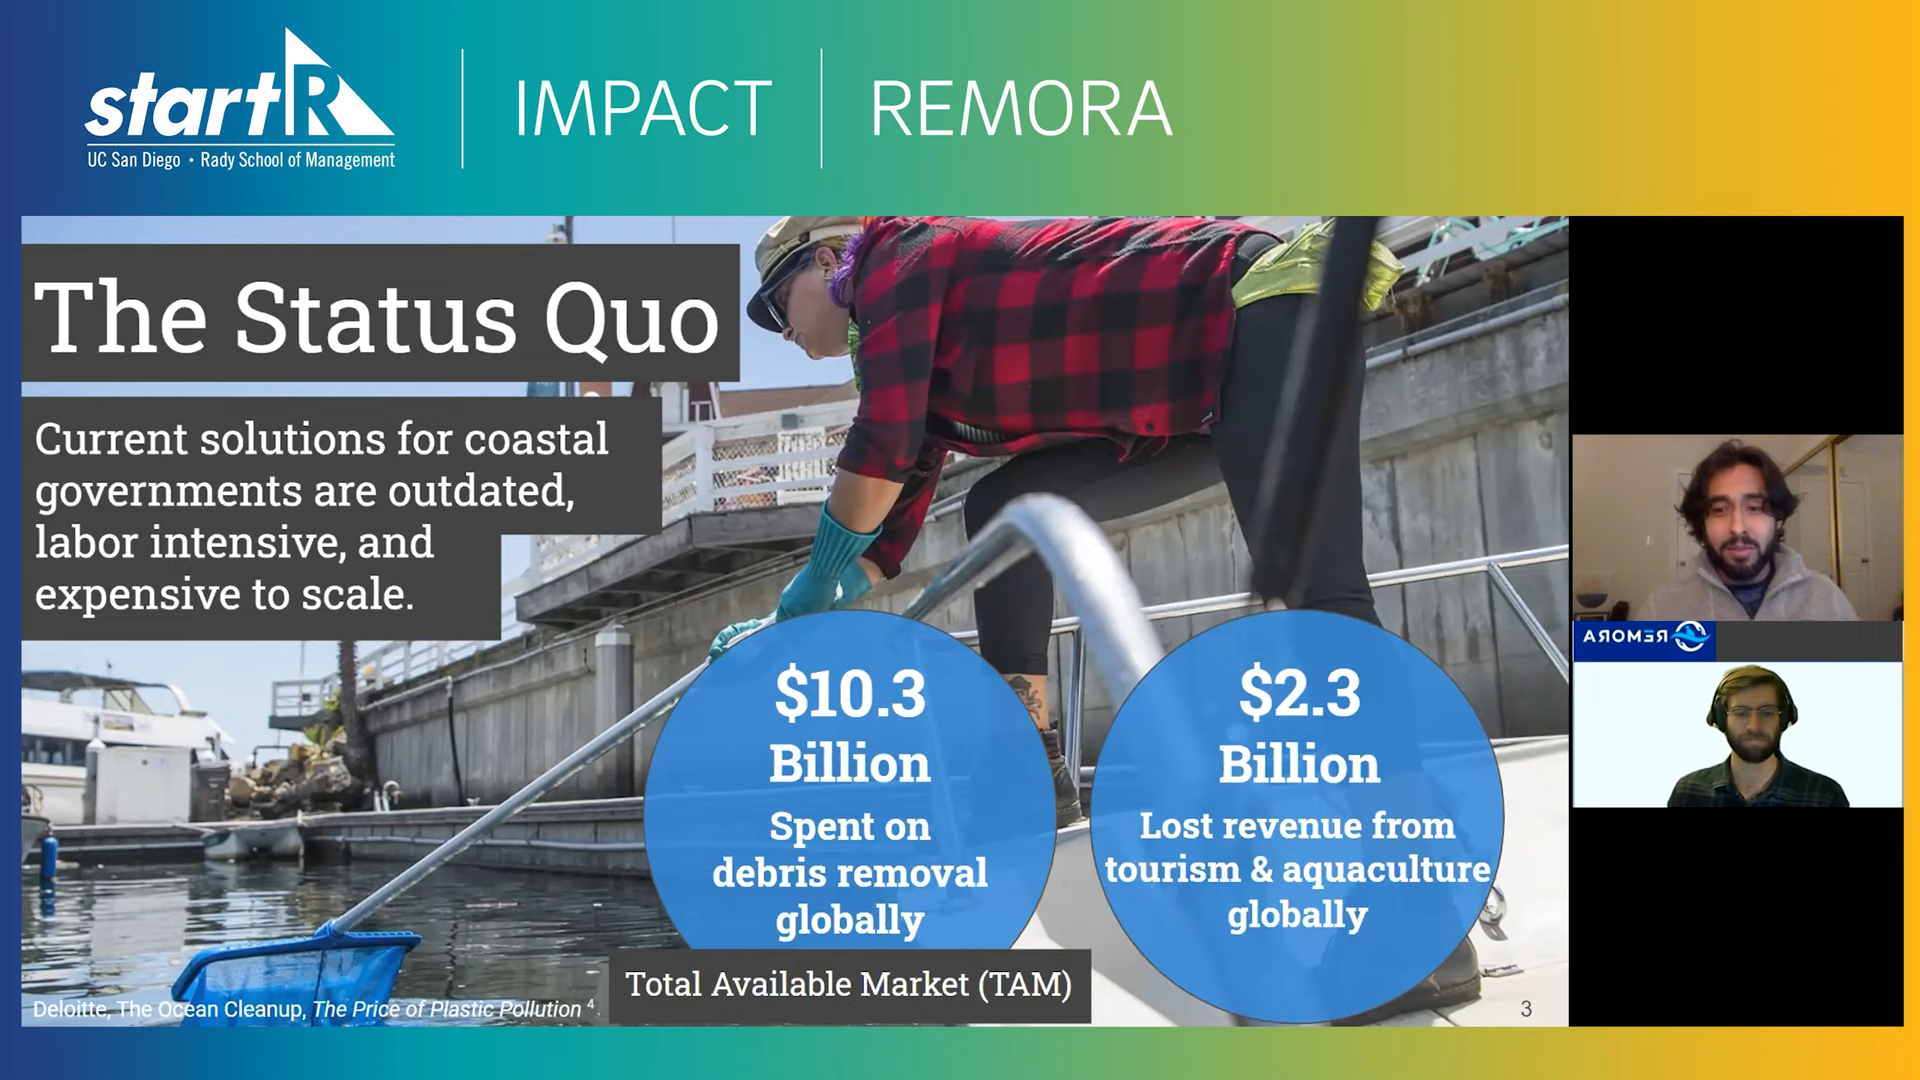 startR
UC San Diego • Rady School of Management
IMPACT
REMORA
The Status Quo
Current solutions for coastal
governments are outdated,
labor intensive, and
expensive to scale.
$10.3
Billion
Spent on
debris removal
globally
$2.3
Billion
Lost revenue from
tourism & aquaculture
globally
Total Available Market (TAM)
Deloitte, The Ocean Cleanup, The Price of Plastic Pollution 4
3
REMORA